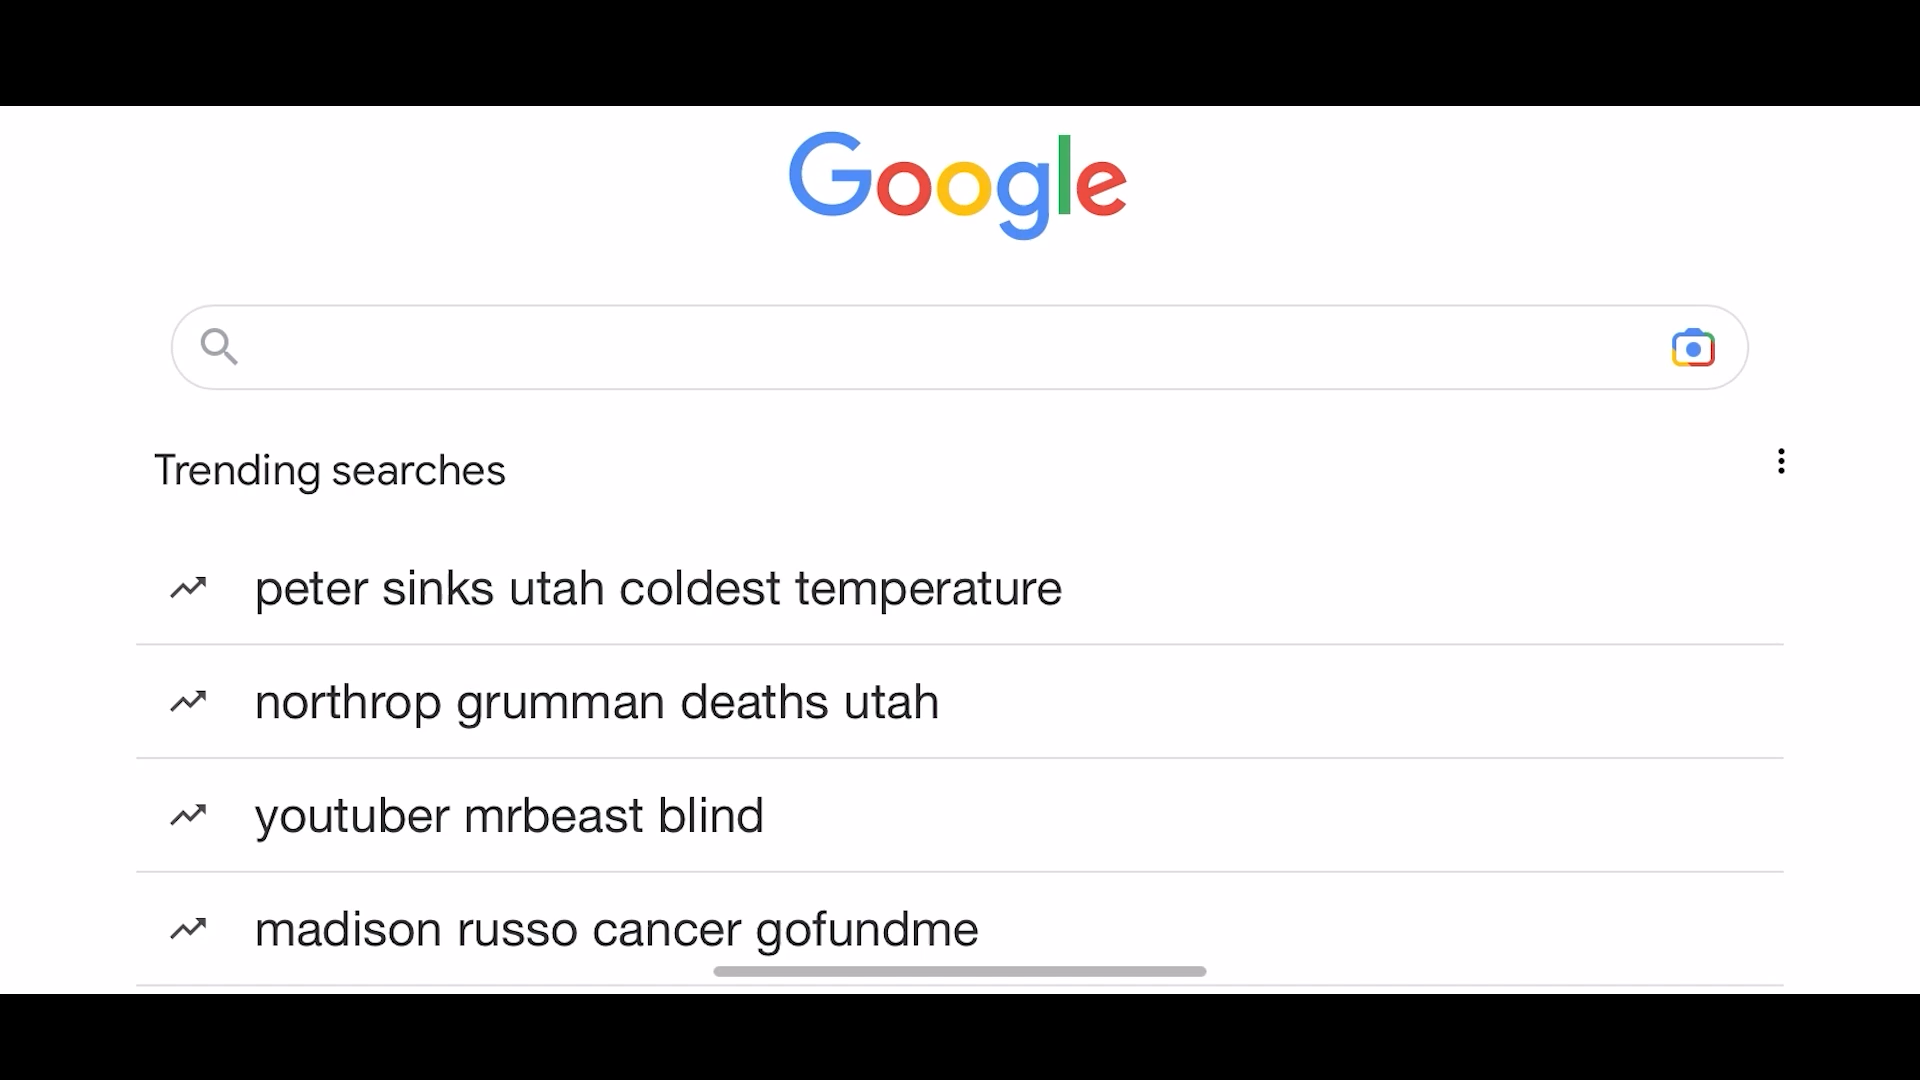 Google
Trending searches
peter sinks utah coldest temperature
northrop grumman deaths utah
youtuber mrbeast blind
madison russo cancer gofundme